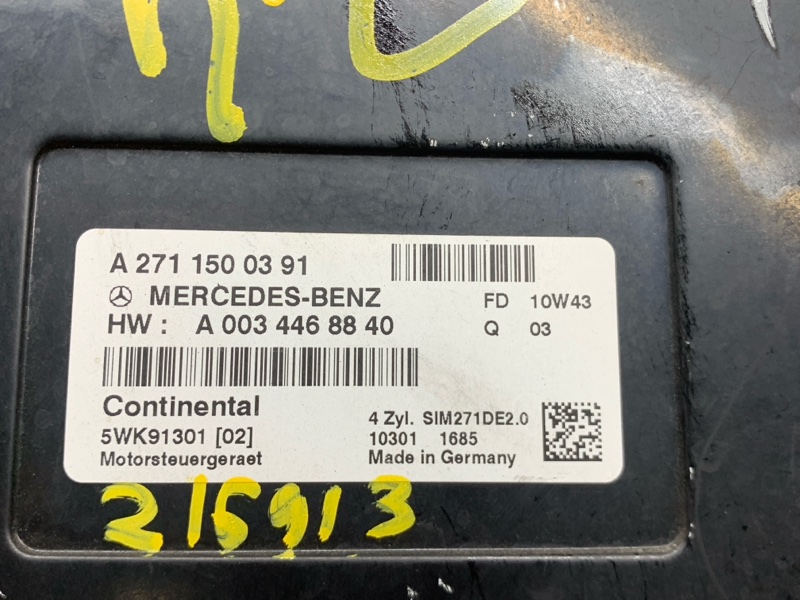 A 271 150 03 91
MERCEDES-BENZ
FD 10W43
HW : A 003 446 88 40
Q 03
Continental
5WK91301 [02]
Motorsteuergeraet
4 Zyl. SIM271DE2.0
10301 1685
Made in Germany
215913